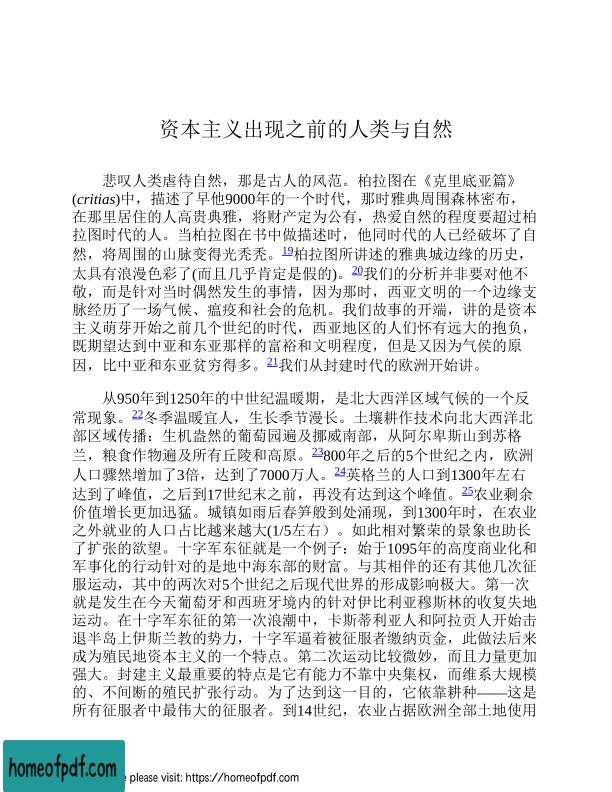 资本主义出现之前的人类与自然
悲叹人类虐待自然，那是古人的风范。柏拉图在《克里底亚篇》
(critias)中，描述了早他9000年的一个时代，那时雅典周围森林密布，
在那里居住的人高贵典雅，将财产定为公有，热爱自然的程度要超过柏
拉图时代的人。当柏拉图在书中做描述时，他同时代的人已经破坏了自
然，将周围的山脉变得光秃秃。19柏拉图所讲述的雅典城边缘的历史，
太具有浪漫色彩了(而且几乎肯定是假的)。20我们的分析并非要对他不
敬，而是针对当时偶然发生的事情，因为那时，西亚文明的一个边缘支
脉经历了一场气候、瘟疫和社会的危机。我们故事的开端，讲的是资本
主义萌芽开始之前几个世纪的时代，西亚地区的人们怀有远大的抱负，
既期望达到中亚和东亚那样的富裕和文明程度，但是又因为气候的原
因，比中亚和东亚贫穷得多。21我们从封建时代的欧洲开始讲。
从950年到1250年的中世纪温暖期，是北大西洋区域气候的一个反
常现象。22冬季温暖宜人，生长季节漫长。土壤耕作技术向北大西洋北
部区域传播：生机盎然的葡萄园遍及挪威南部，从阿尔卑斯山到苏格
兰，粮食作物遍及所有丘陵和高原。23800年之后的5个世纪之内，欧洲
人口骤然增加了3倍，达到了7000万人。24英格兰的人口到1300年左右
达到了峰值，之后到17世纪末之前，再没有达到这个峰值。25农业剩余
价值增长更加迅猛。城镇如雨后春笋般到处涌现，到1300年时，在农业
之外就业的人口占比越来越大(1/5左右）。如此相对繁荣的景象也助长
了扩张的欲望。十字军东征就是一个例子：始于1095年的高度商业化和
军事化的行动针对的是地中海东部的财富。与其相伴的还有其他几次征
服运动，其中的两次对5个世纪之后现代世界的形成影响极大。第一次
就是发生在今天葡萄牙和西班牙境内的针对伊比利亚穆斯林的收复失地
运动。在十字军东征的第一次浪潮中，卡斯蒂利亚人和阿拉贡人开始击
退半岛上伊斯兰教的势力，十字军逼着被征服者缴纳贡金，此做法后来
成为殖民地资本主义的一个特点。第二次运动比较微妙，而且力量更加
强大。封建主义最重要的特点是它有能力不靠中央集权，而维系大规模
的、不间断的殖民扩张行动。为了达到这一目的，它依靠耕种——这是
所有征服者中最伟大的征服者。到14世纪，农业占据欧洲全部土地使用
homeofpdf.com
e please visit: https://homeofpdf.com